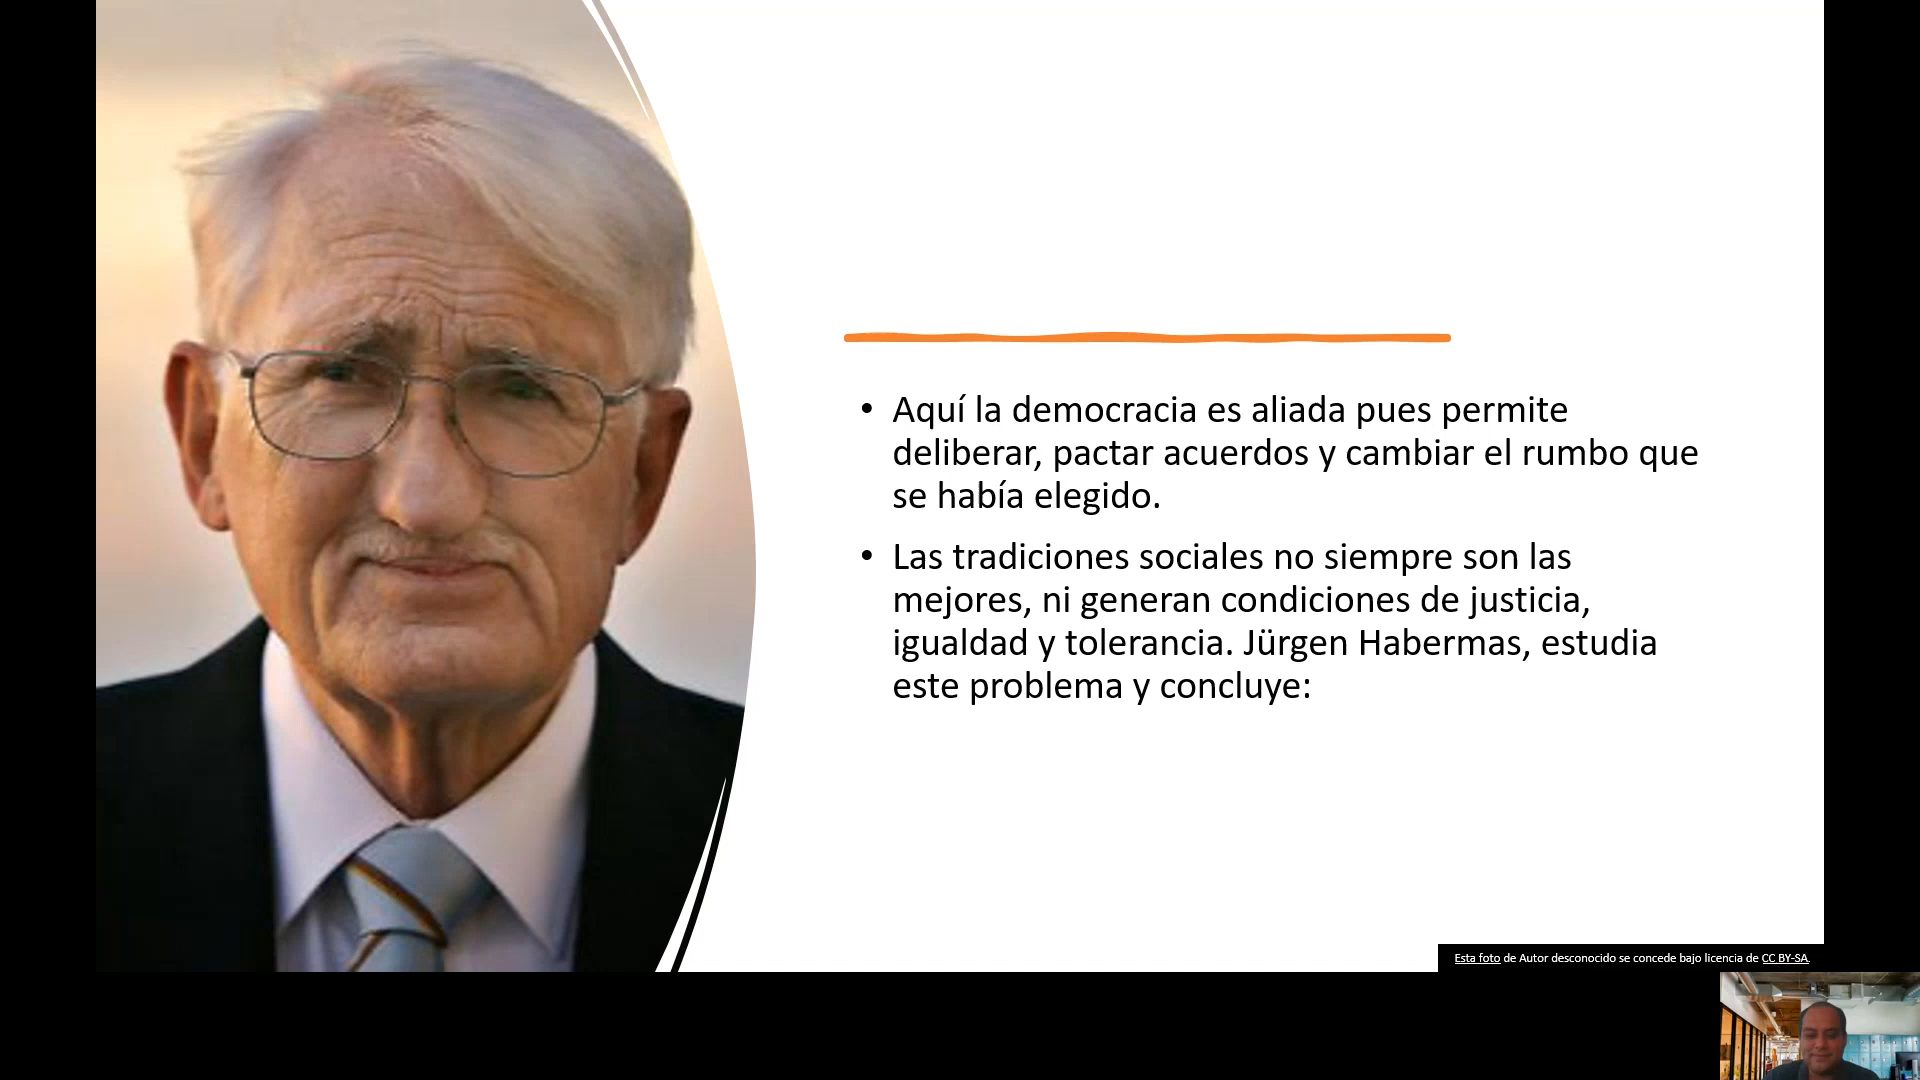 • Aquí la democracia es aliada pues permite
deliberar, pactar acuerdos y cambiar el rumbo que
se había elegido.
• Las tradiciones sociales no siempre son las
mejores, ni generan condiciones de justicia,
igualdad y tolerancia. Jürgen Habermas, estudia
este problema y concluye:
Esta foto de Autor desconocido se concede bajo licencia de CC BY-SA.